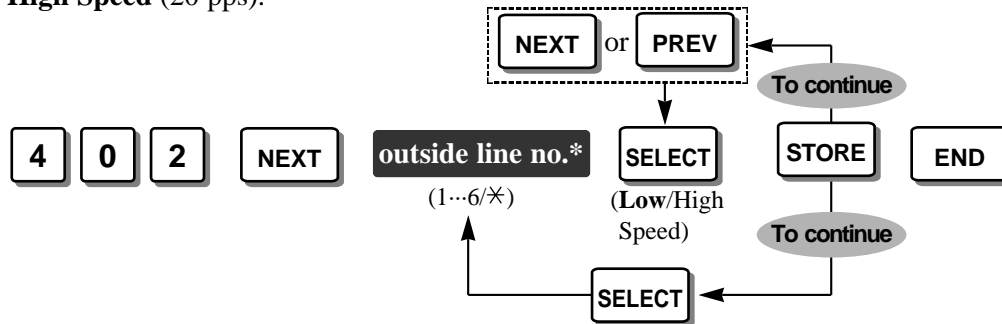 High Speed (20 pps).
NEXT or PREV
To continue
4 0 2 NEXT outside line no.* SELECT STORE END
(1···6/✳) (Low/High
Speed)
To continue
SELECT